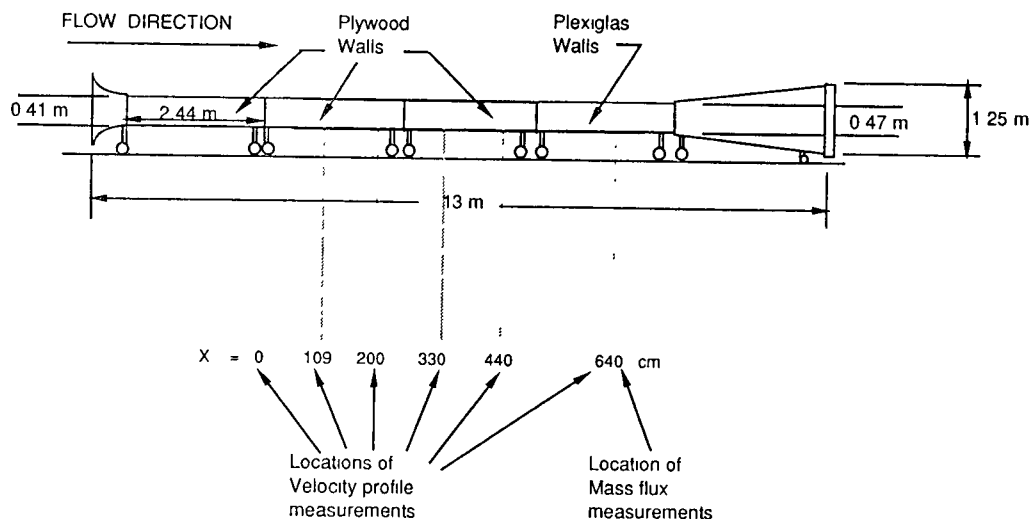 FLOW DIRECTION
Plywood
Walls
Plexiglas
Walls
0 41 m
2.44 m
0 47 m
1 25 m
13 m
X = 0 109 200 330 440 640 cm
Locations of
Velocity profile
measurements
Location of
Mass flux
measurements